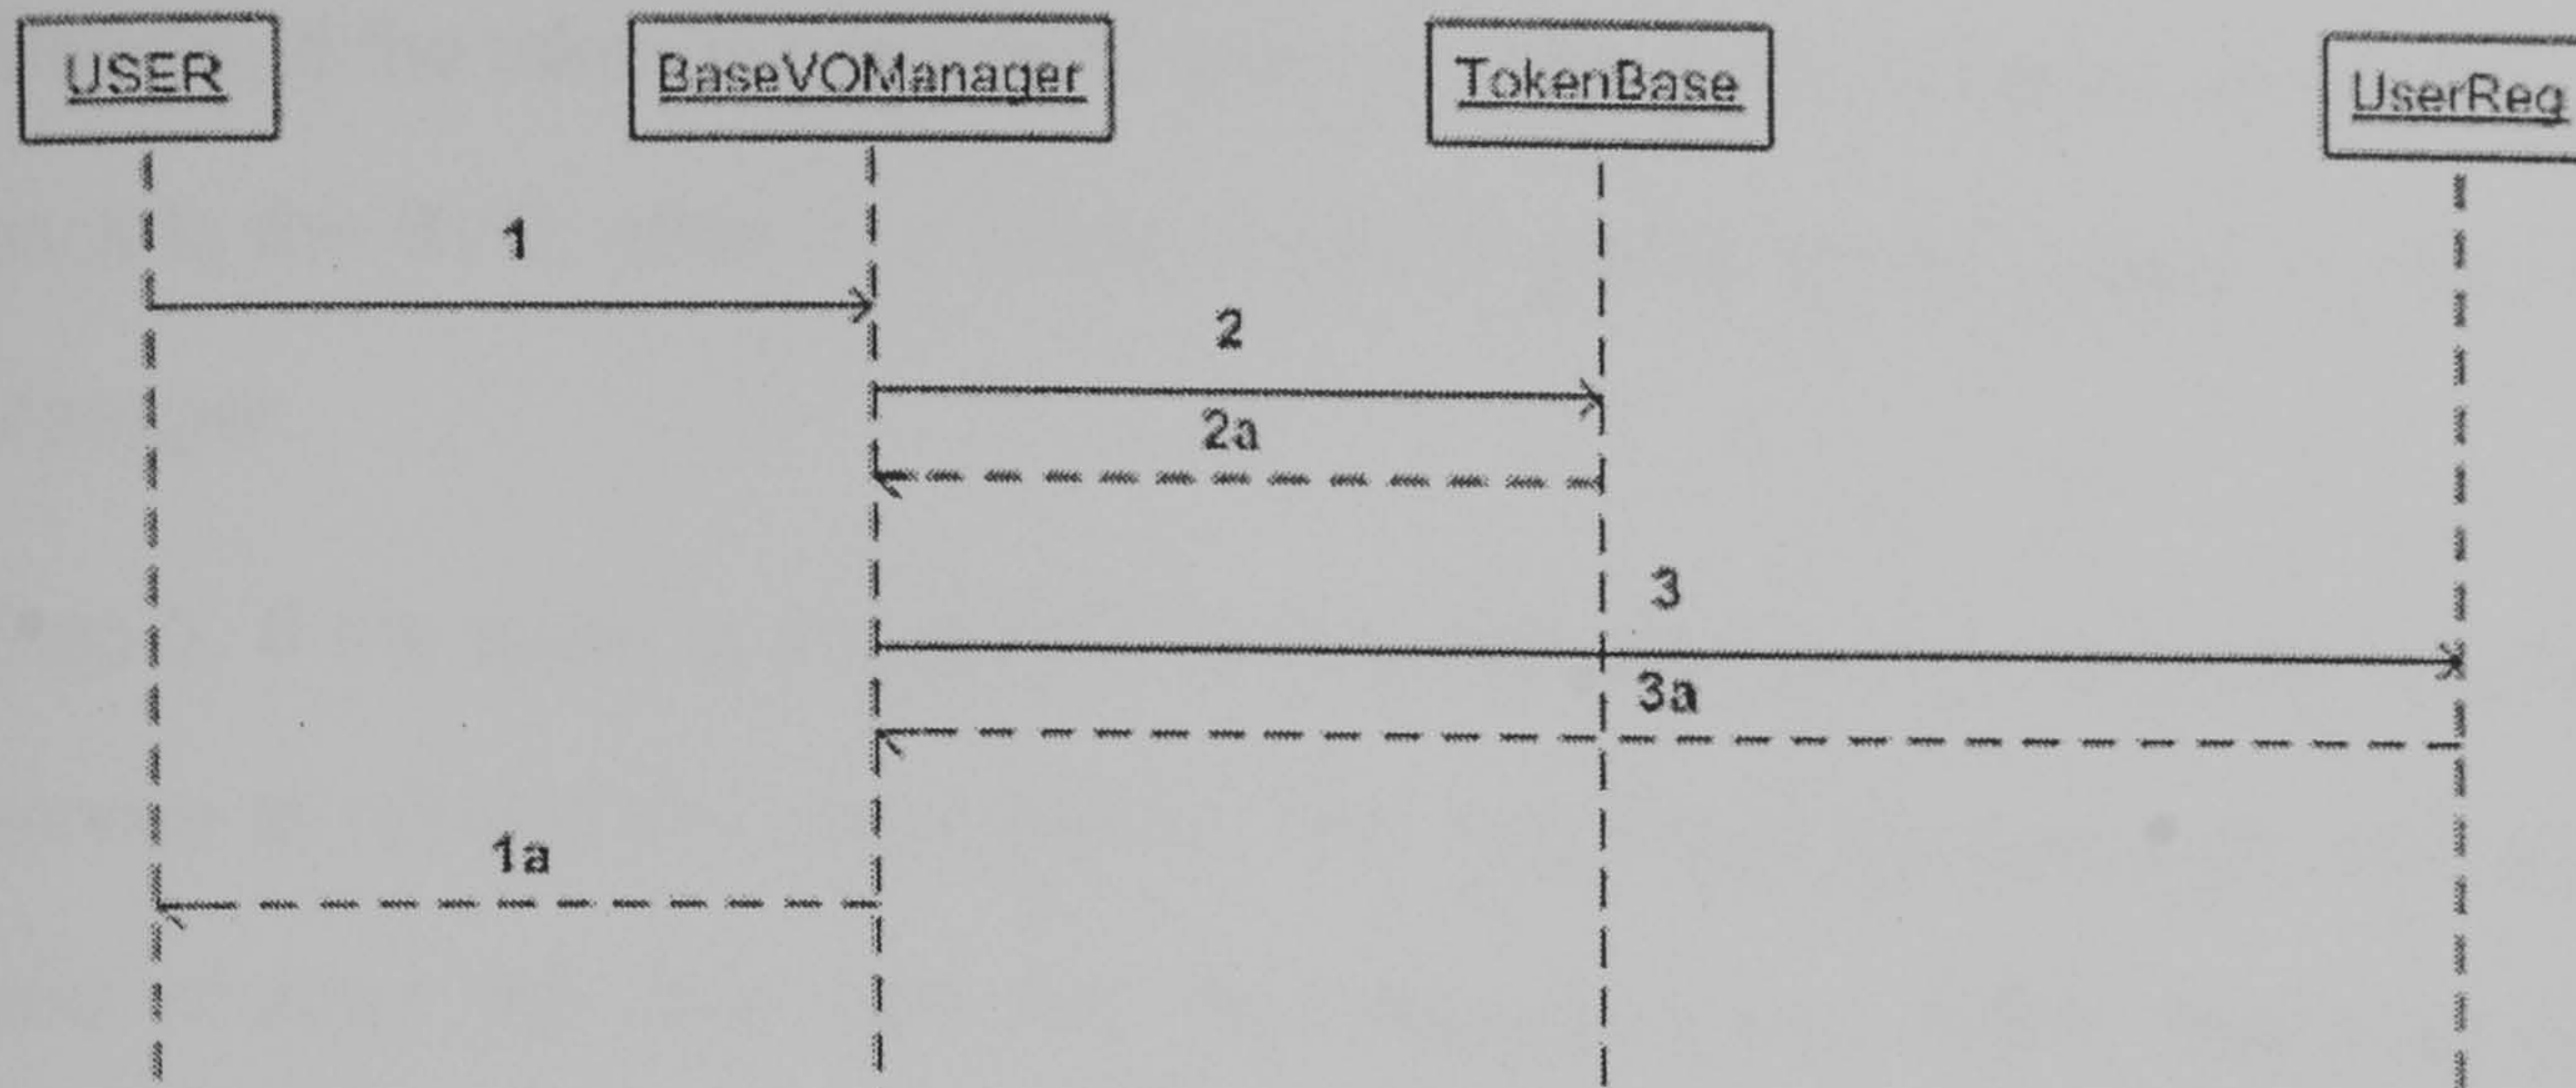 USER
BaseVOManager
TokenBase
UserReg
1
2
2a
3
3a
1a